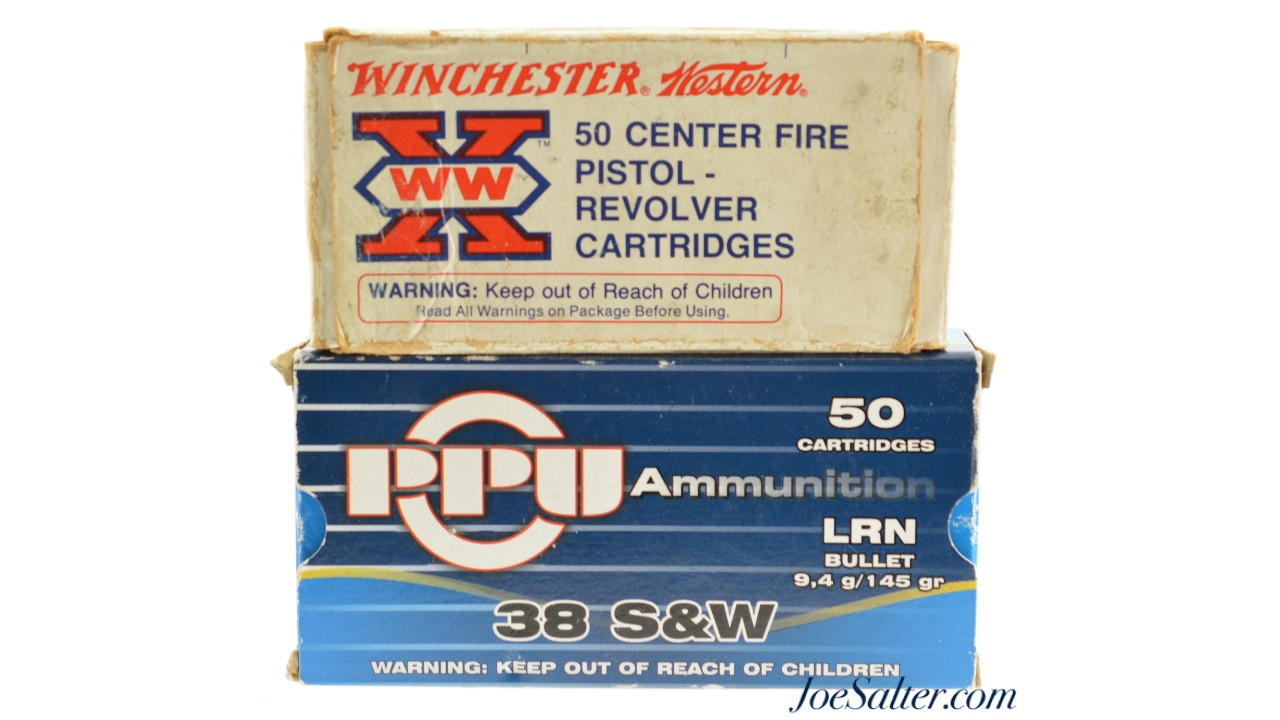 WINCHESTER® Western®
WW
TM
50 CENTER FIRE
PISTOL -
REVOLVER
CARTRIDGES
WARNING: Keep out of Reach of Children
Read All Warnings on Package Before Using.
50
CARTRIDGES
PPU
Ammunition
LRN
BULLET
9,4 g/145 gr
38 S&W
WARNING: KEEP OUT OF REACH OF CHILDREN
JoeSalter.com